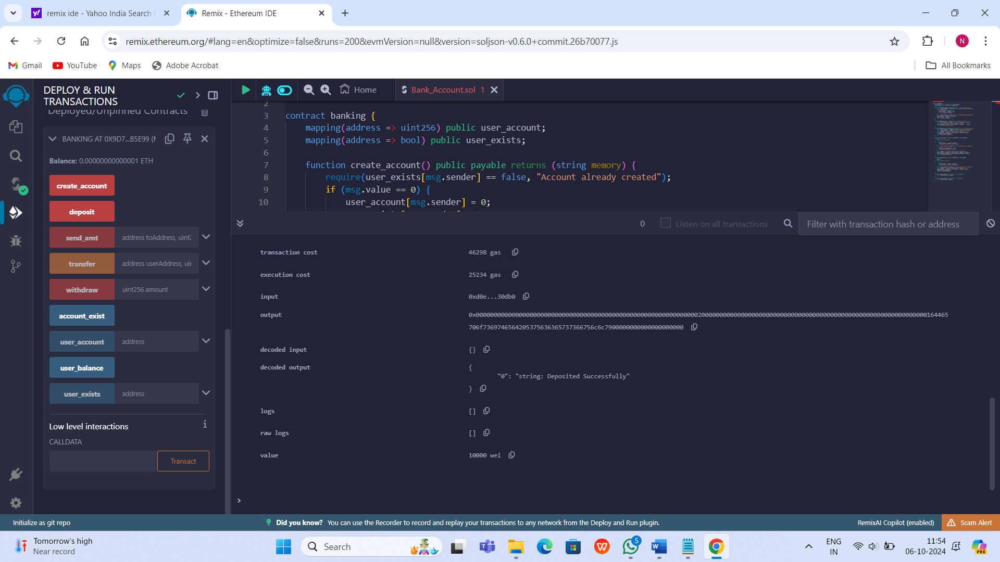 remix ide - Yahoo India Search
Remix - Ethereum IDE
remix.ethereum.org/#lang=en&optimize=false&runs=200&evmVersion=null&version=soljson-v0.6.0+commit.26b70077.js
N
Gmail
YouTube
Maps
Adobe Acrobat
All Bookmarks
DEPLOY & RUN
TRANSACTIONS
Deployed/Unpinned Contracts
BANKING AT 0X9D7...B5E99 (M
Balance: 0.00000000000001 ETH
create_account
deposit
send_amt address toAddress, uint2
transfer address userAddress, uin
withdraw uint256 amount
account_exist
user_account address
user_balance
user_exists address
Low level interactions
i
CALLDATA
Transact
Home
Bank_Account.sol 1
2
3 contract banking {
4 mapping(address => uint256) public user_account;
5 mapping(address => bool) public user_exists;
6
7 function create_account() public payable returns (string memory) {
8 require(user_exists[msg.sender] == false, "Account already created");
9 if (msg.value == 0) {
10 user_account[msg.sender] = 0;
0
Listen on all transactions
Filter with transaction hash or address
transaction cost 46298 gas
execution cost 25234 gas
input 0xd0e...30db0
output
decoded input {}
decoded output {
"0": "string: Deposited Successfully"
}
logs []
raw logs []
value 10000 wei
>
Initialize as git repo
Did you know? You can use the Recorder to record and replay your transactions to any network from the Deploy and Run plugin.
RemixAI Copilot (enabled)
Scam Alert
Tomorrow's high
Near record
Search
5
ENG
IN
11:54
06-10-2024
PRE